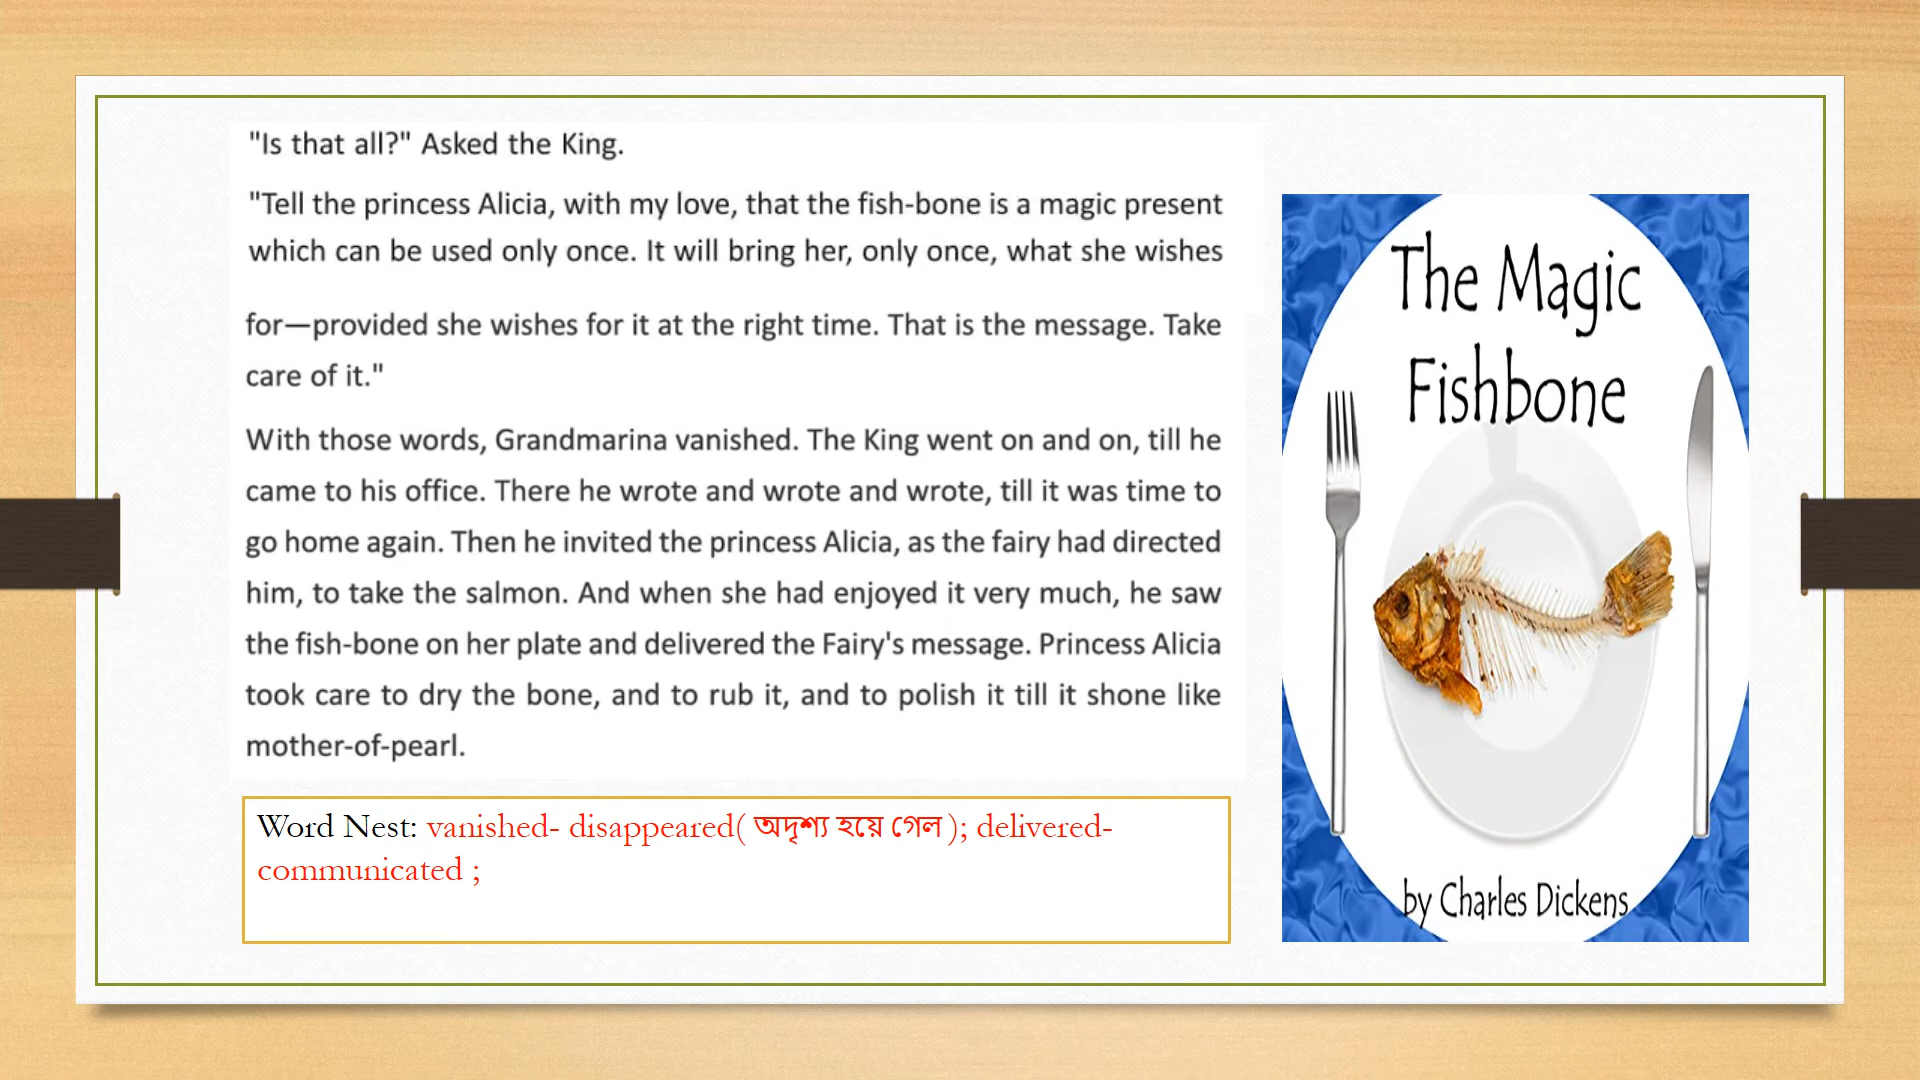 "Is that all?" Asked the King.
"Tell the princess Alicia, with my love, that the fish-bone is a magic present
which can be used only once. It will bring her, only once, what she wishes
for—provided she wishes for it at the right time. That is the message. Take
care of it."
With those words, Grandmarina vanished. The King went on and on, till he
came to his office. There he wrote and wrote and wrote, till it was time to
go home again. Then he invited the princess Alicia, as the fairy had directed
him, to take the salmon. And when she had enjoyed it very much, he saw
the fish-bone on her plate and delivered the Fairy's message. Princess Alicia
took care to dry the bone, and to rub it, and to polish it till it shone like
mother-of-pearl.
Word Nest: vanished- disappeared( অদৃশ্য হয়ে গেল ); delivered-
communicated ;
The Magic
Fishbone
by Charles Dickens